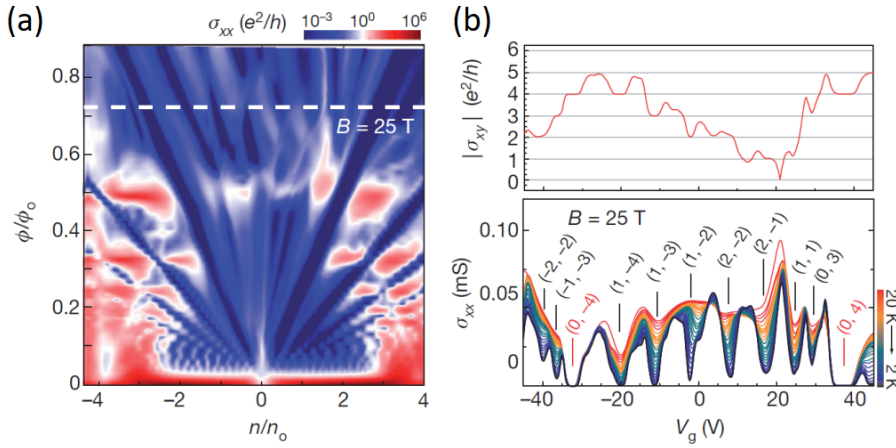 (a)
σxx (e²/h)
10⁻³ 10⁰ 10⁶
0.8
0.6
0.4
0.2
0
ϕ/ϕo
B = 25 T
−4 −2 0 2 4
n/no
(b)
6
5
4
3
2
1
0
|σxy| (e²/h)
B = 25 T
0.10
0.05
0
σxx (mS)
(−2, −2)
(−1, −3)
(0, −4)
(1, −4)
(1, −3)
(1, −2)
(2, −2)
(2, −1)
(1, 1)
(0, 3)
(0, 4)
20 K
2 K
−40 −20 0 20 40
Vg (V)